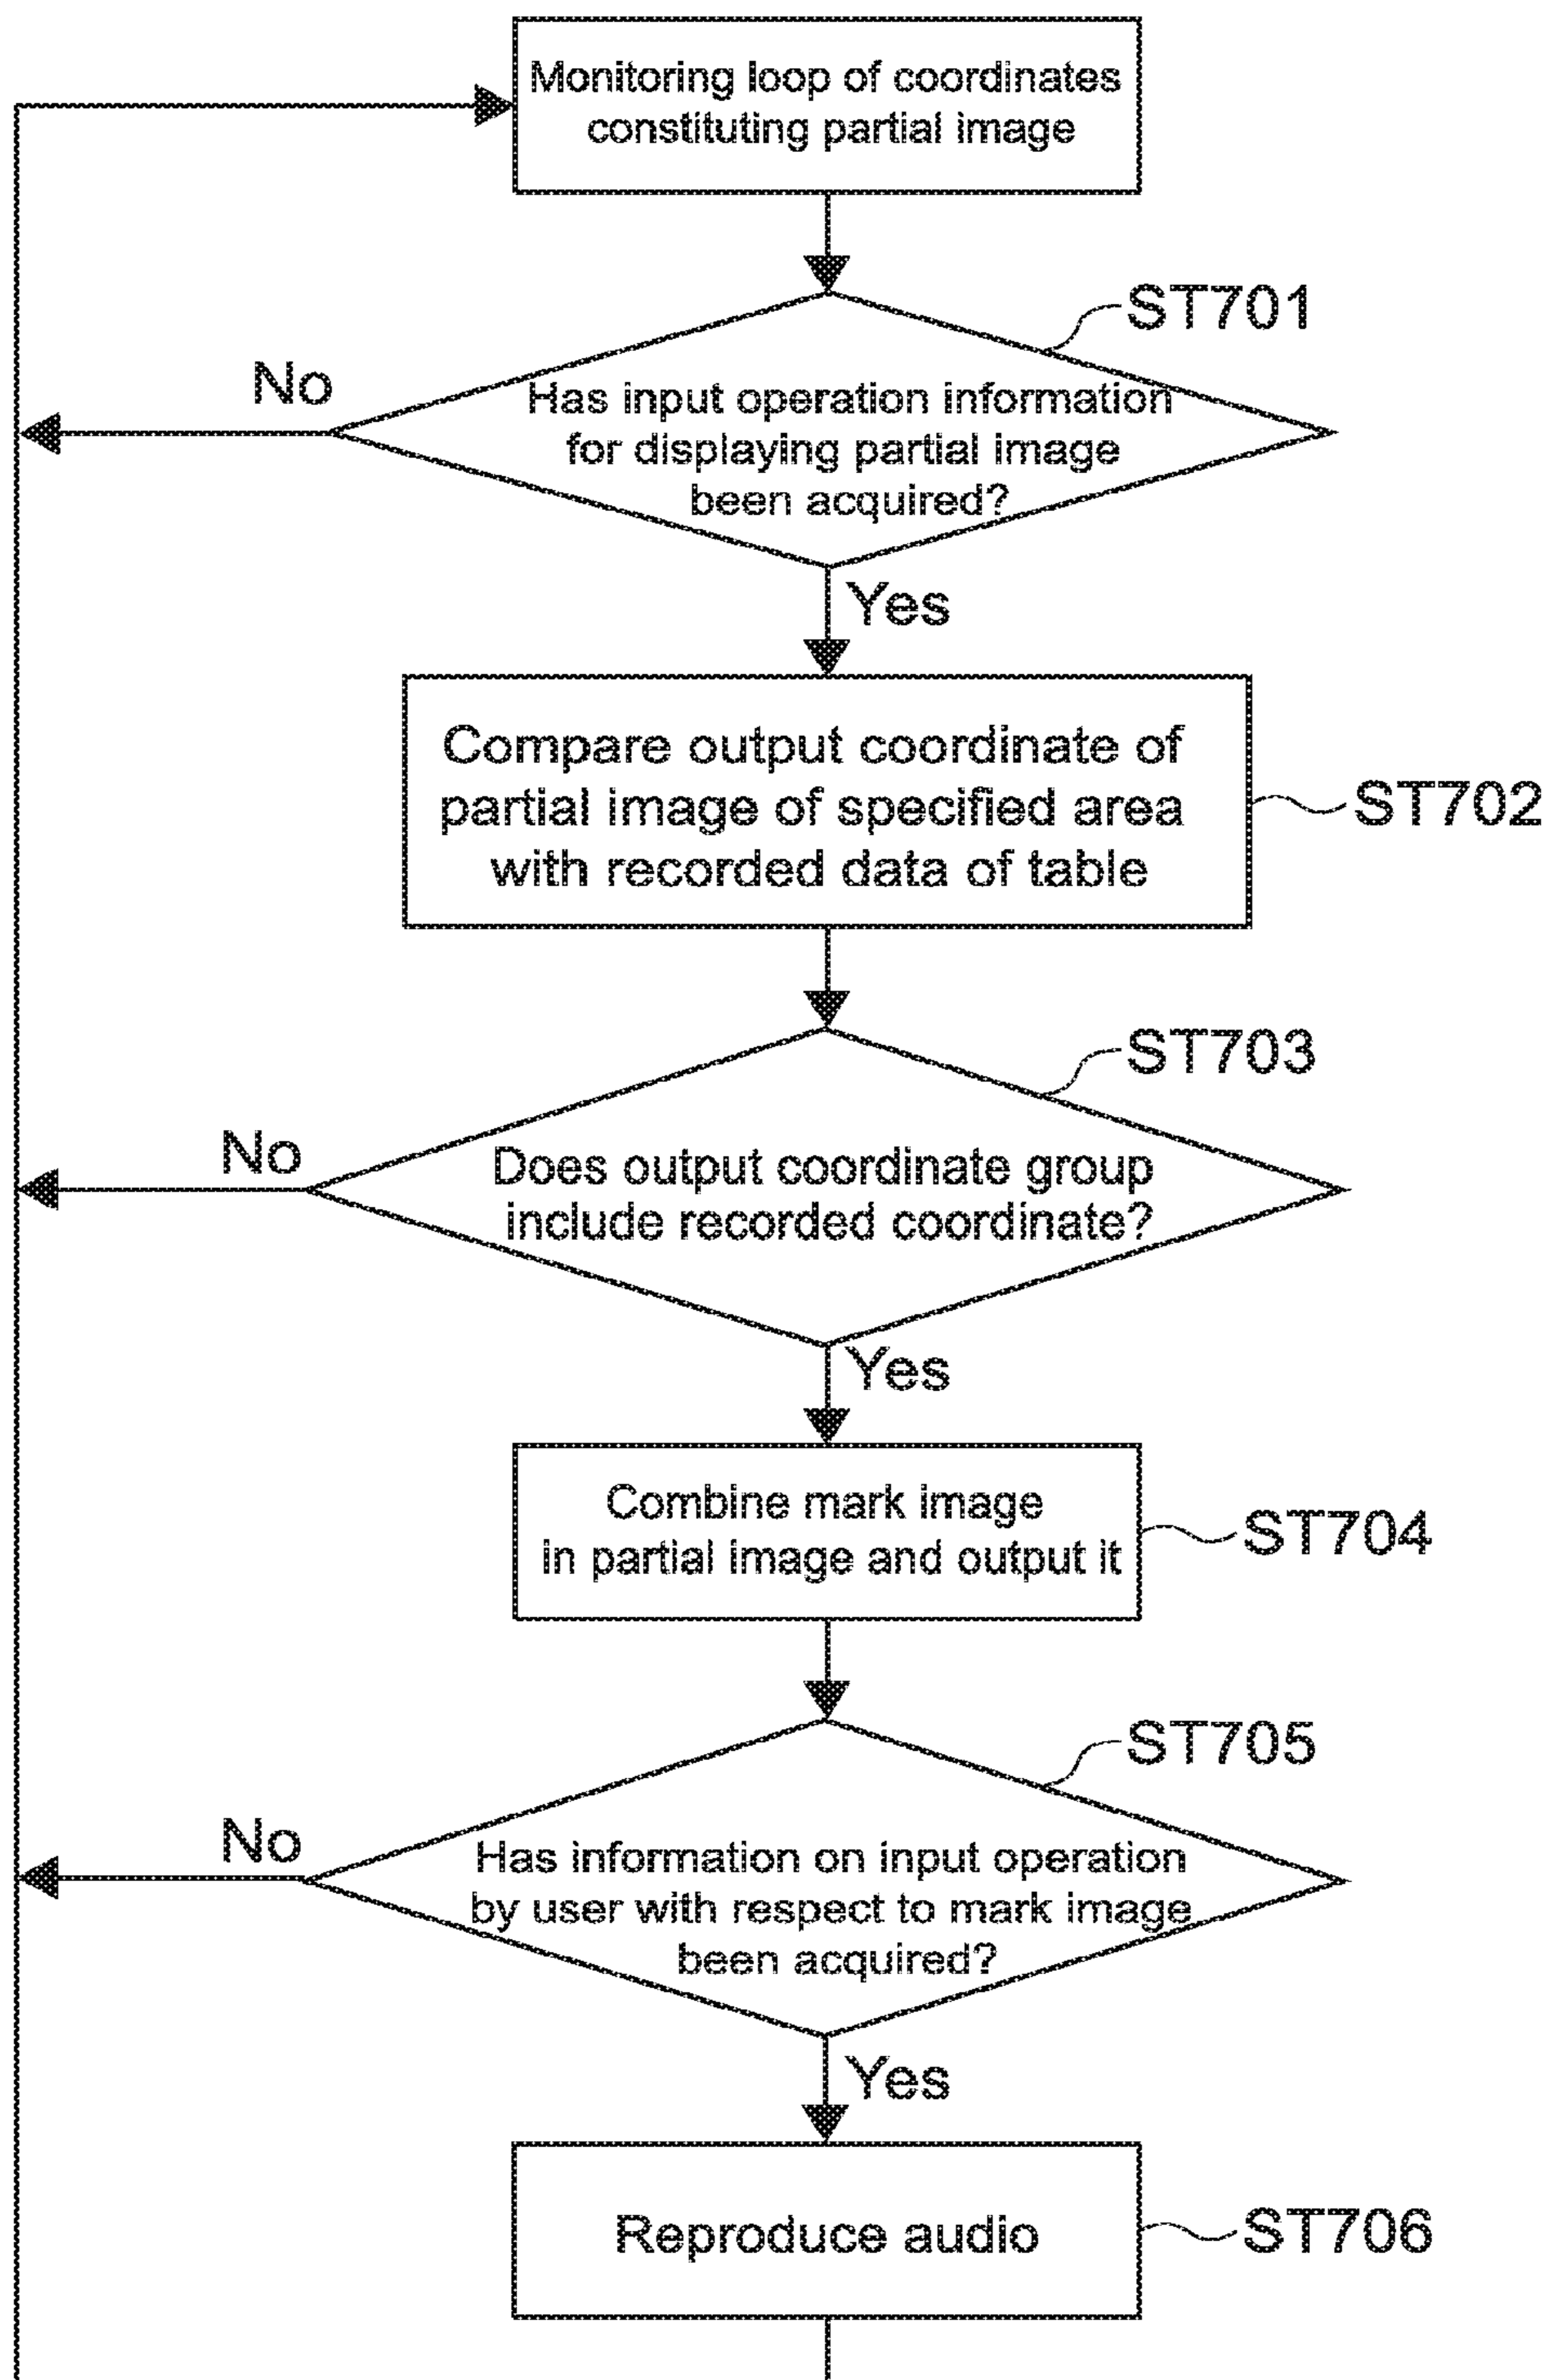 Monitoring loop of coordinates
constituting partial image
ST701
No
Has input operation information
for displaying partial image
been acquired?
Yes
Compare output coordinate of
partial image of specified area
with recorded data of table
ST702
ST703
No
Does output coordinate group
include recorded coordinate?
Yes
Combine mark image
in partial image and output it
ST704
ST705
No
Has information on input operation
by user with respect to mark image
been acquired?
Yes
Reproduce audio
ST706